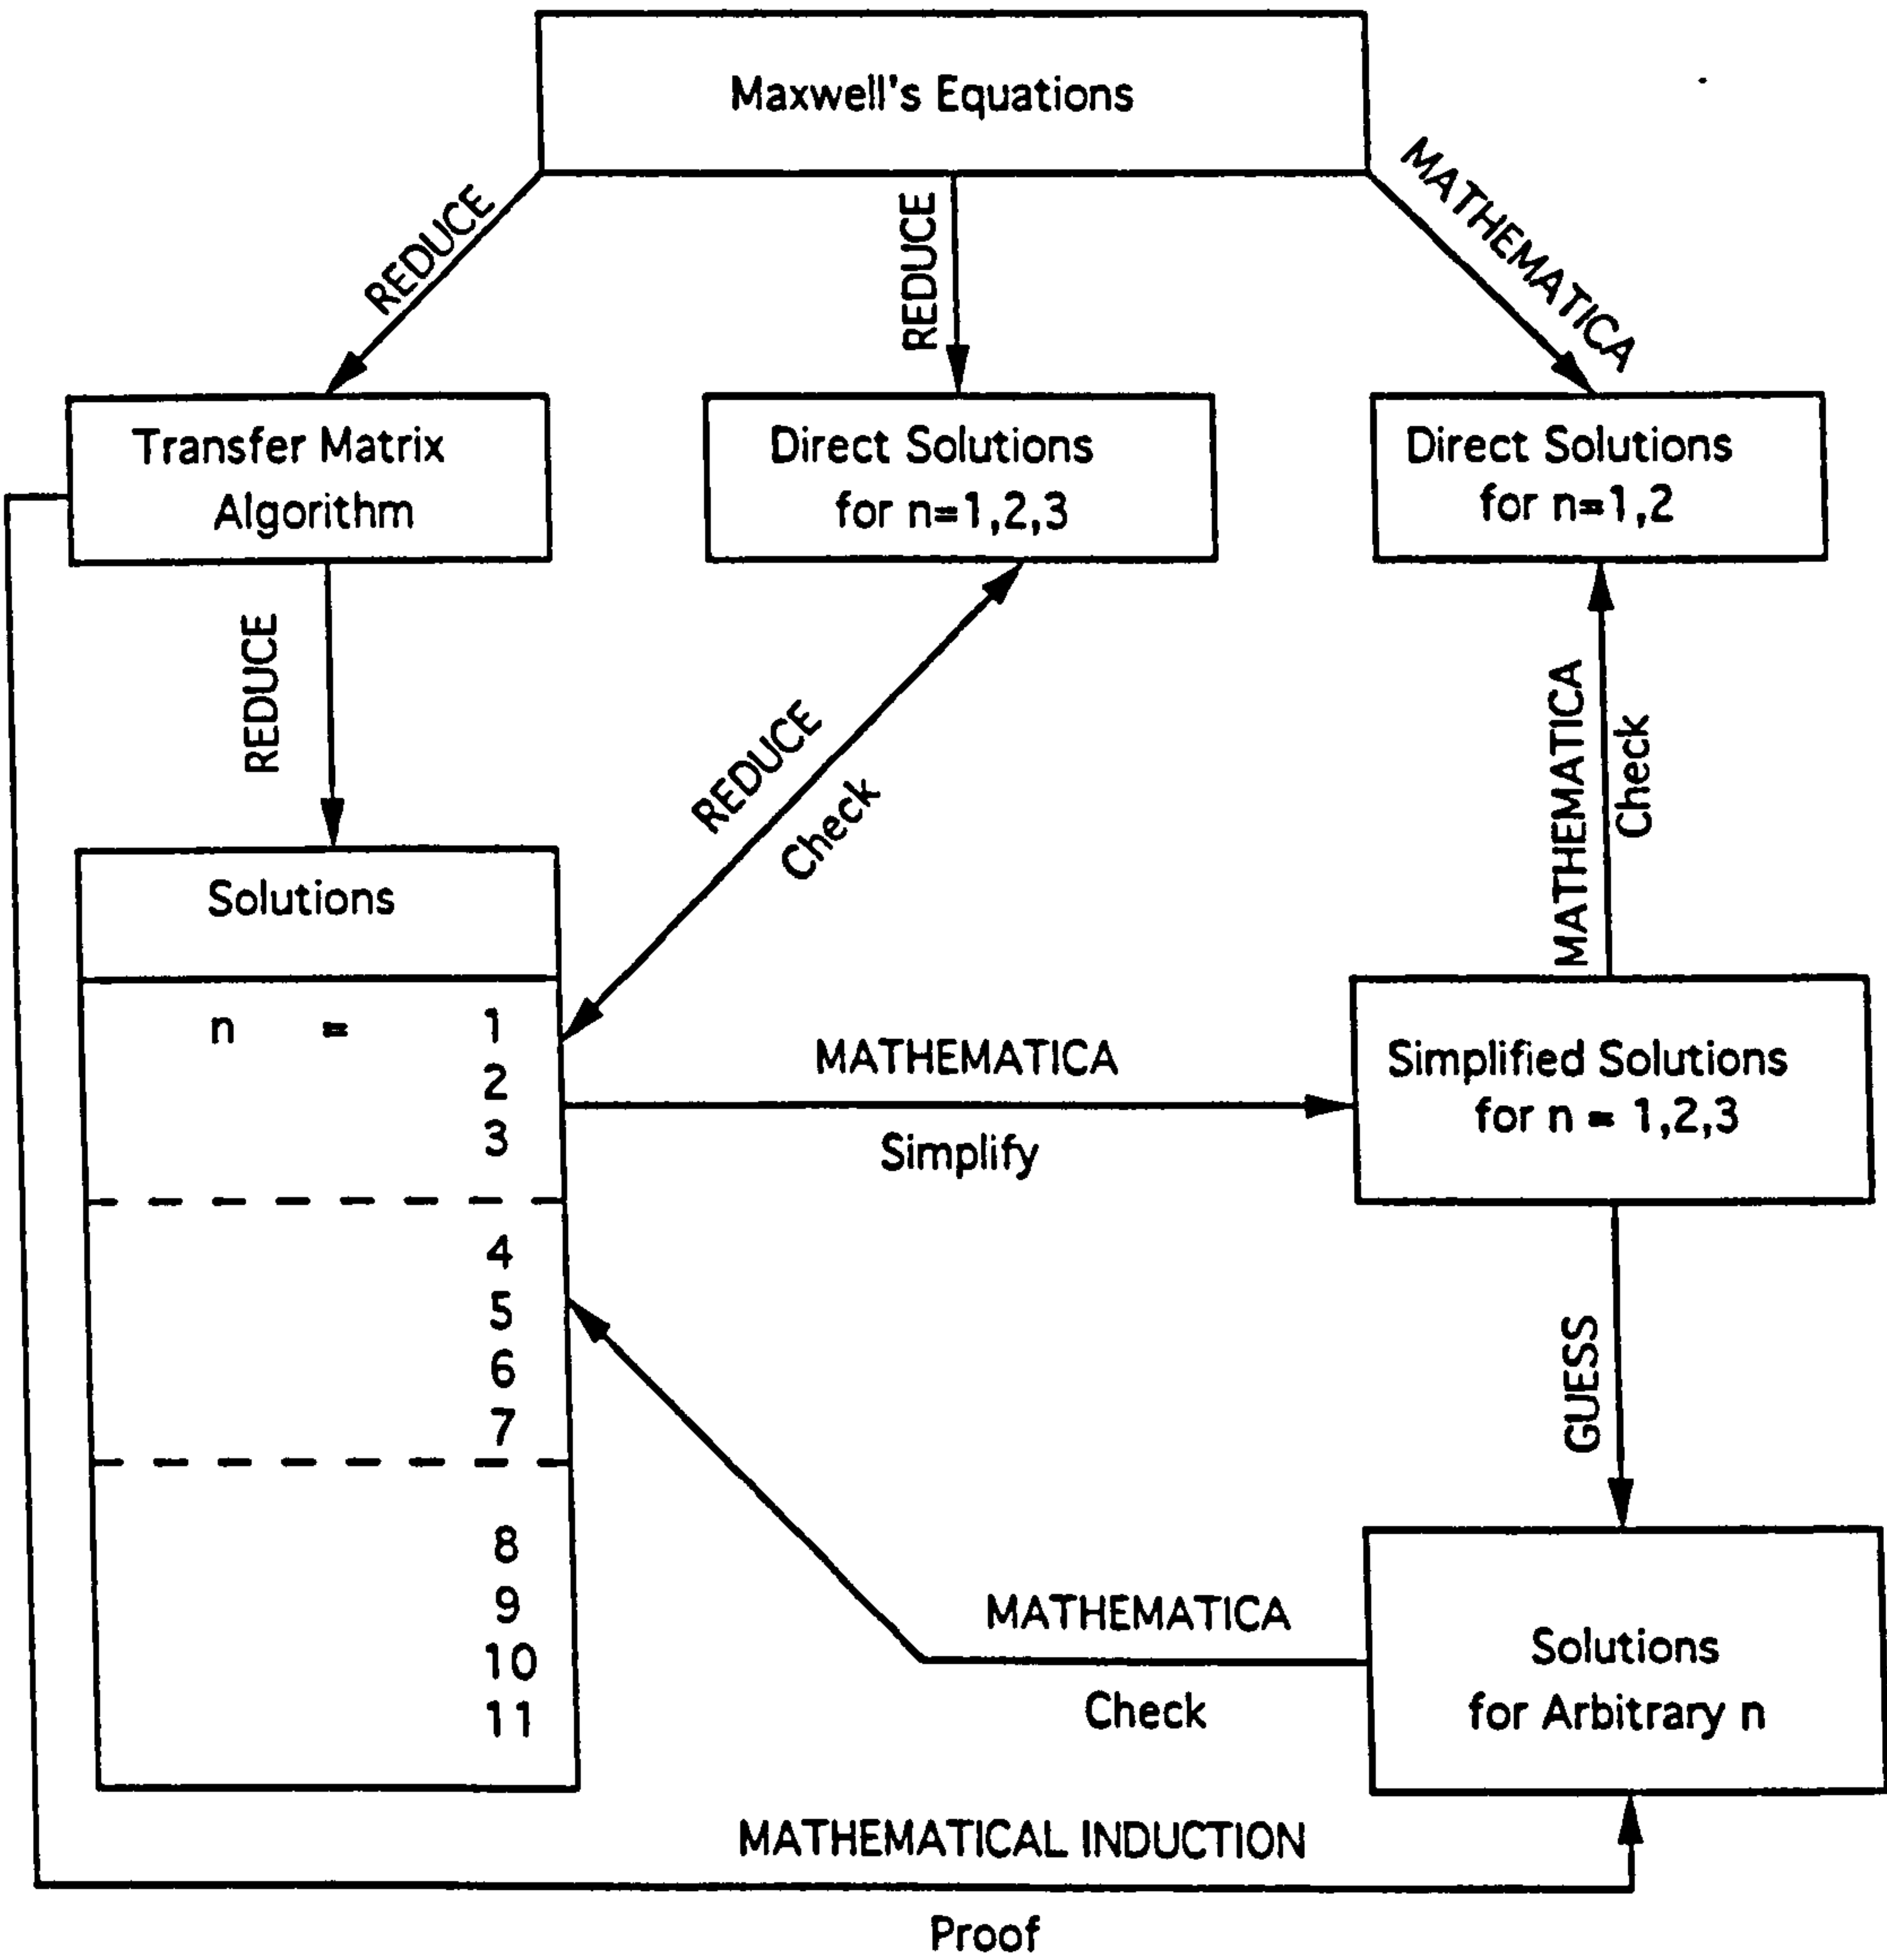 Maxwell's Equations
REDUCE
REDUCE
MATHEMATICA
Transfer Matrix
Algorithm
Direct Solutions
for n=1,2,3
Direct Solutions
for n=1,2
REDUCE
REDUCE
Check
MATHEMATICA
Check
Solutions
n = 1
2
3
4
5
6
7
8
9
10
11
MATHEMATICA
Simplify
Simplified Solutions
for n = 1,2,3
GUESS
MATHEMATICA
Check
Solutions
for Arbitrary n
MATHEMATICAL INDUCTION
Proof